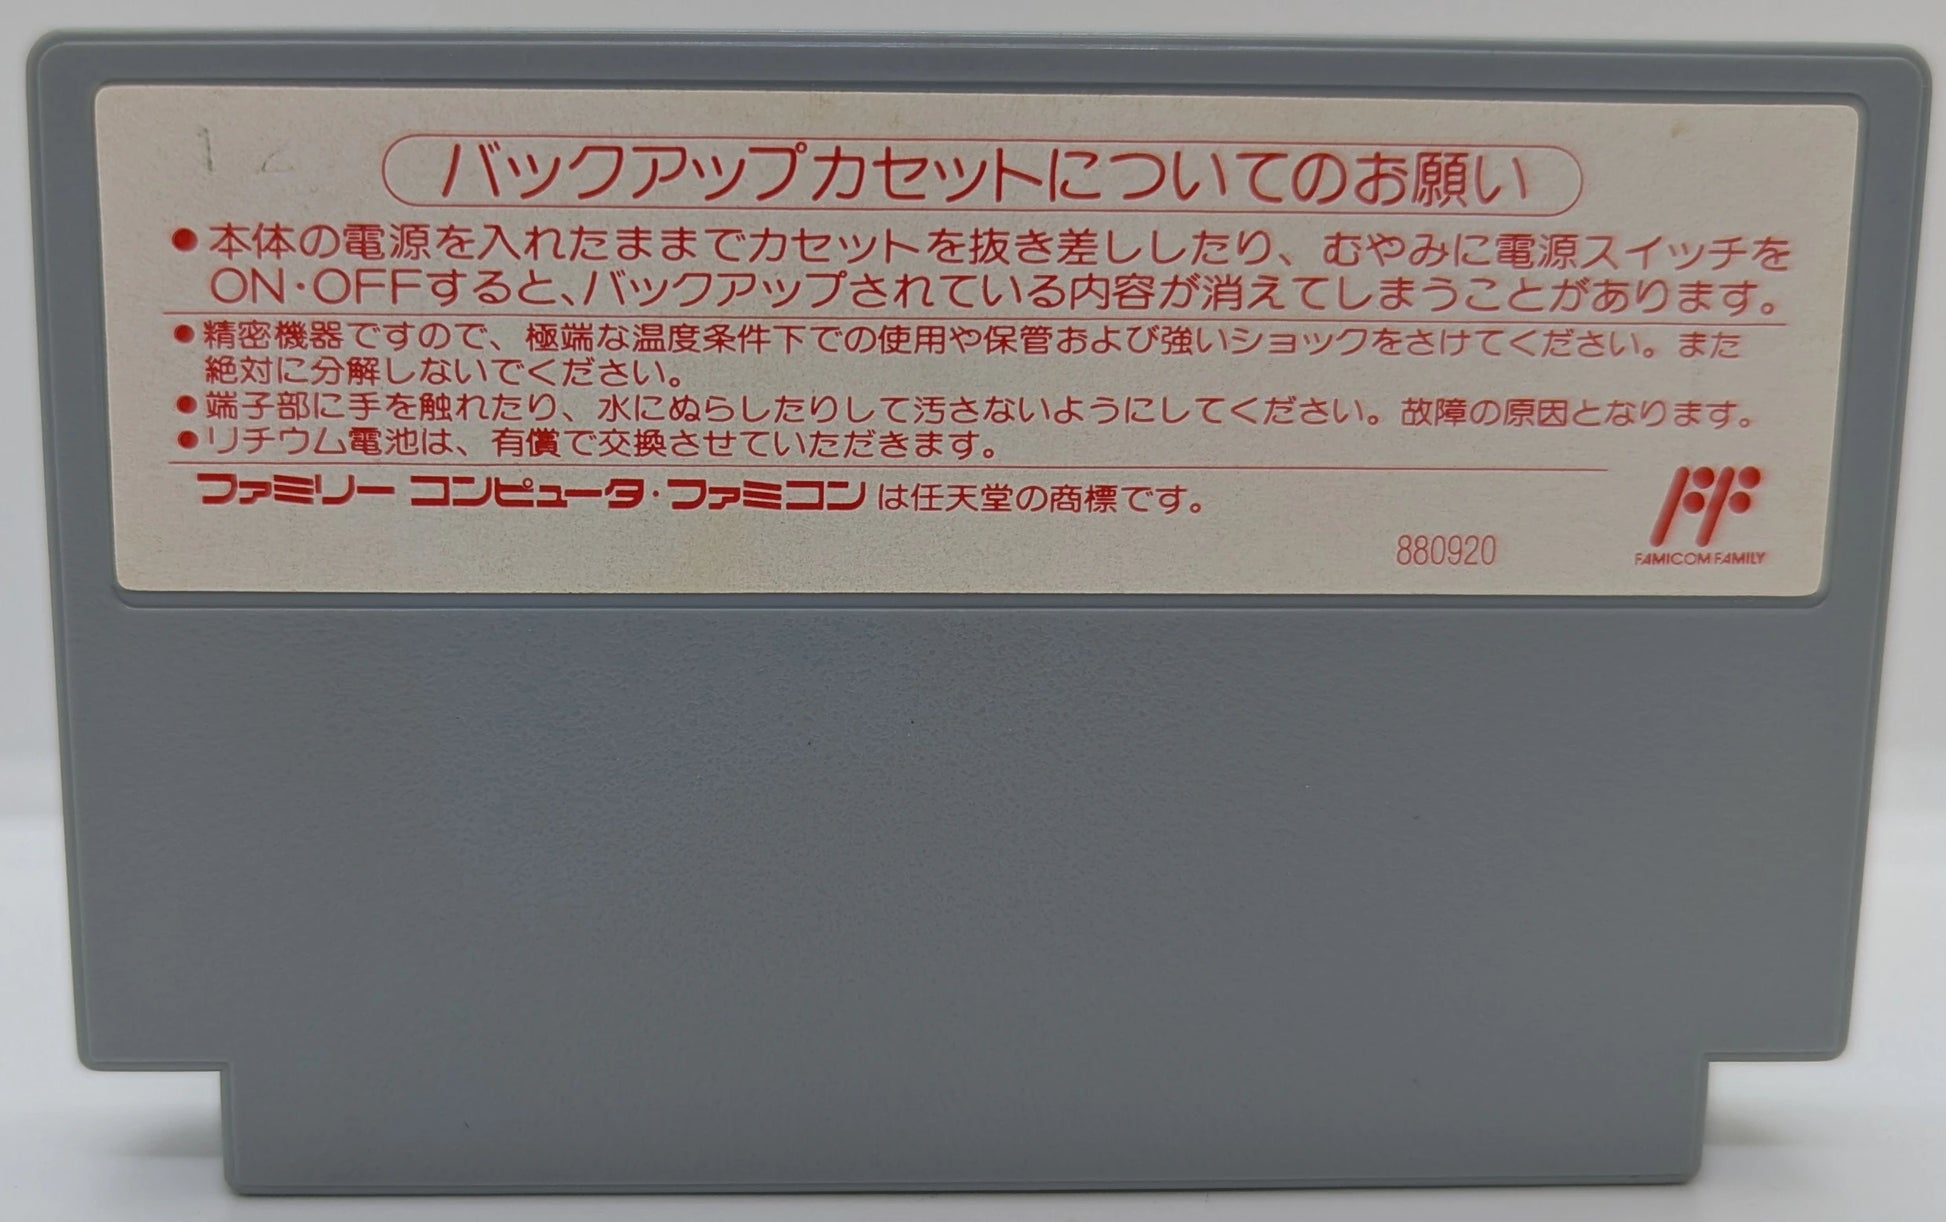 12
バックアップカセットについてのお願い
●本体の電源を入れたままでカセットを抜き差ししたり、むやみに電源スイッチを
ON・OFFすると、バックアップされている内容が消えてしまうことがあります。
●精密機器ですので、極端な温度条件下での使用や保管および強いショックをさけてください。また
絶対に分解しないでください。
●端子部に手を触れたり、水にぬらしたりして汚さないようにしてください。故障の原因となります。
●リチウム電池は、有償で交換させていただきます。
ファミリー コンピュータ・ファミコンは任天堂の商標です。
880920
FAMICOM FAMILY